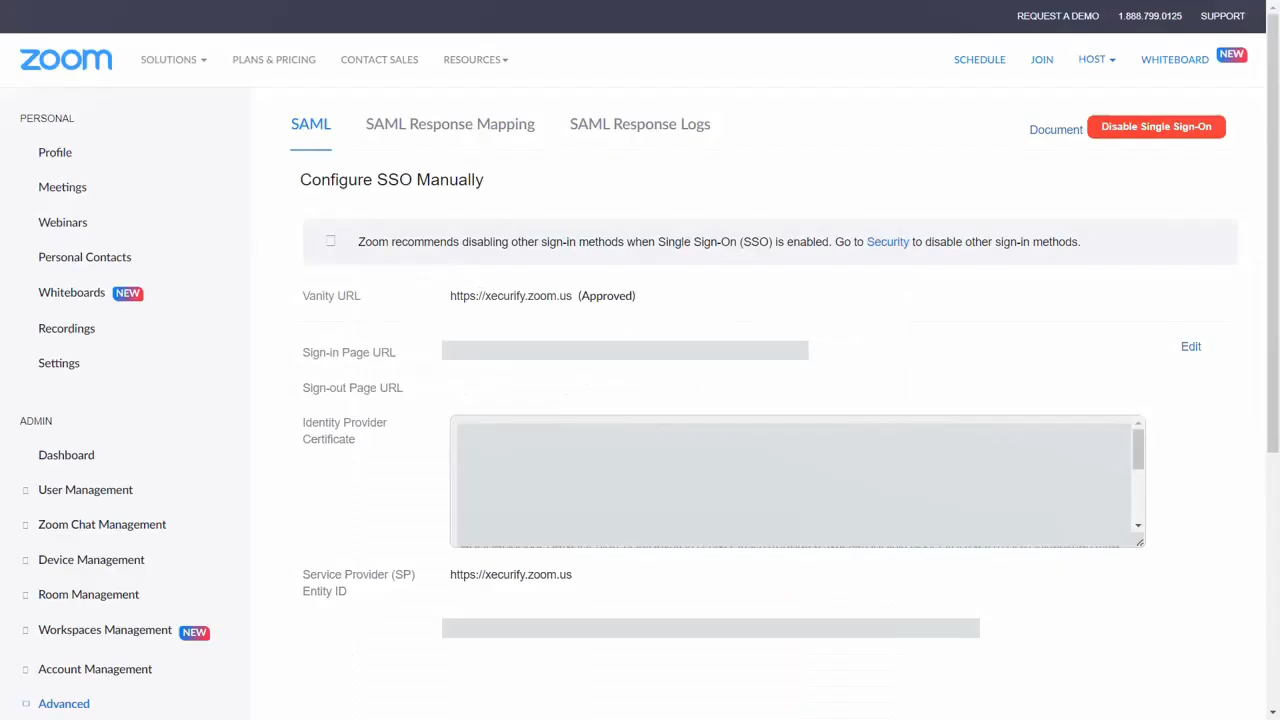 REQUEST A DEMO 1.888.799.0125 SUPPORT
zoom SOLUTIONS PLANS & PRICING CONTACT SALES RESOURCES SCHEDULE JOIN HOST WHITEBOARD NEW
PERSONAL
Profile
Meetings
Webinars
Personal Contacts
Whiteboards NEW
Recordings
Settings
ADMIN
Dashboard
User Management
Zoom Chat Management
Device Management
Room Management
Workspaces Management NEW
Account Management
Advanced
SAML SAML Response Mapping SAML Response Logs
Document Disable Single Sign-On
Configure SSO Manually
Zoom recommends disabling other sign-in methods when Single Sign-On (SSO) is enabled. Go to Security to disable other sign-in methods.
Vanity URL https://xecurify.zoom.us (Approved)
Sign-in Page URL Edit
Sign-out Page URL
Identity Provider
Certificate
Service Provider (SP) https://xecurify.zoom.us
Entity ID